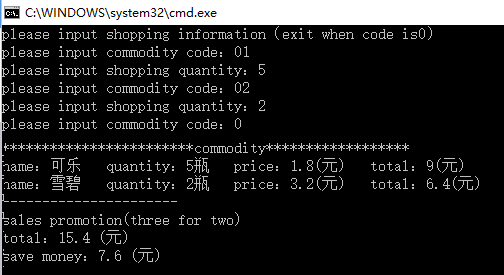 C:\WINDOWS\system32\cmd.exe
please input shopping information (exit when code is0)
please input commodity code: 01
please input shopping quantity: 5
please input commodity code: 02
please input shopping quantity: 2
please input commodity code: 0
*************************commodity*******************
name: 可乐 quantity: 5瓶 price: 1.8(元) total: 9(元)
name: 雪碧 quantity: 2瓶 price: 3.2(元) total: 6.4(元)
-----------------------
sales promotion(three for two)
total: 15.4 (元)
save money: 7.6 (元)